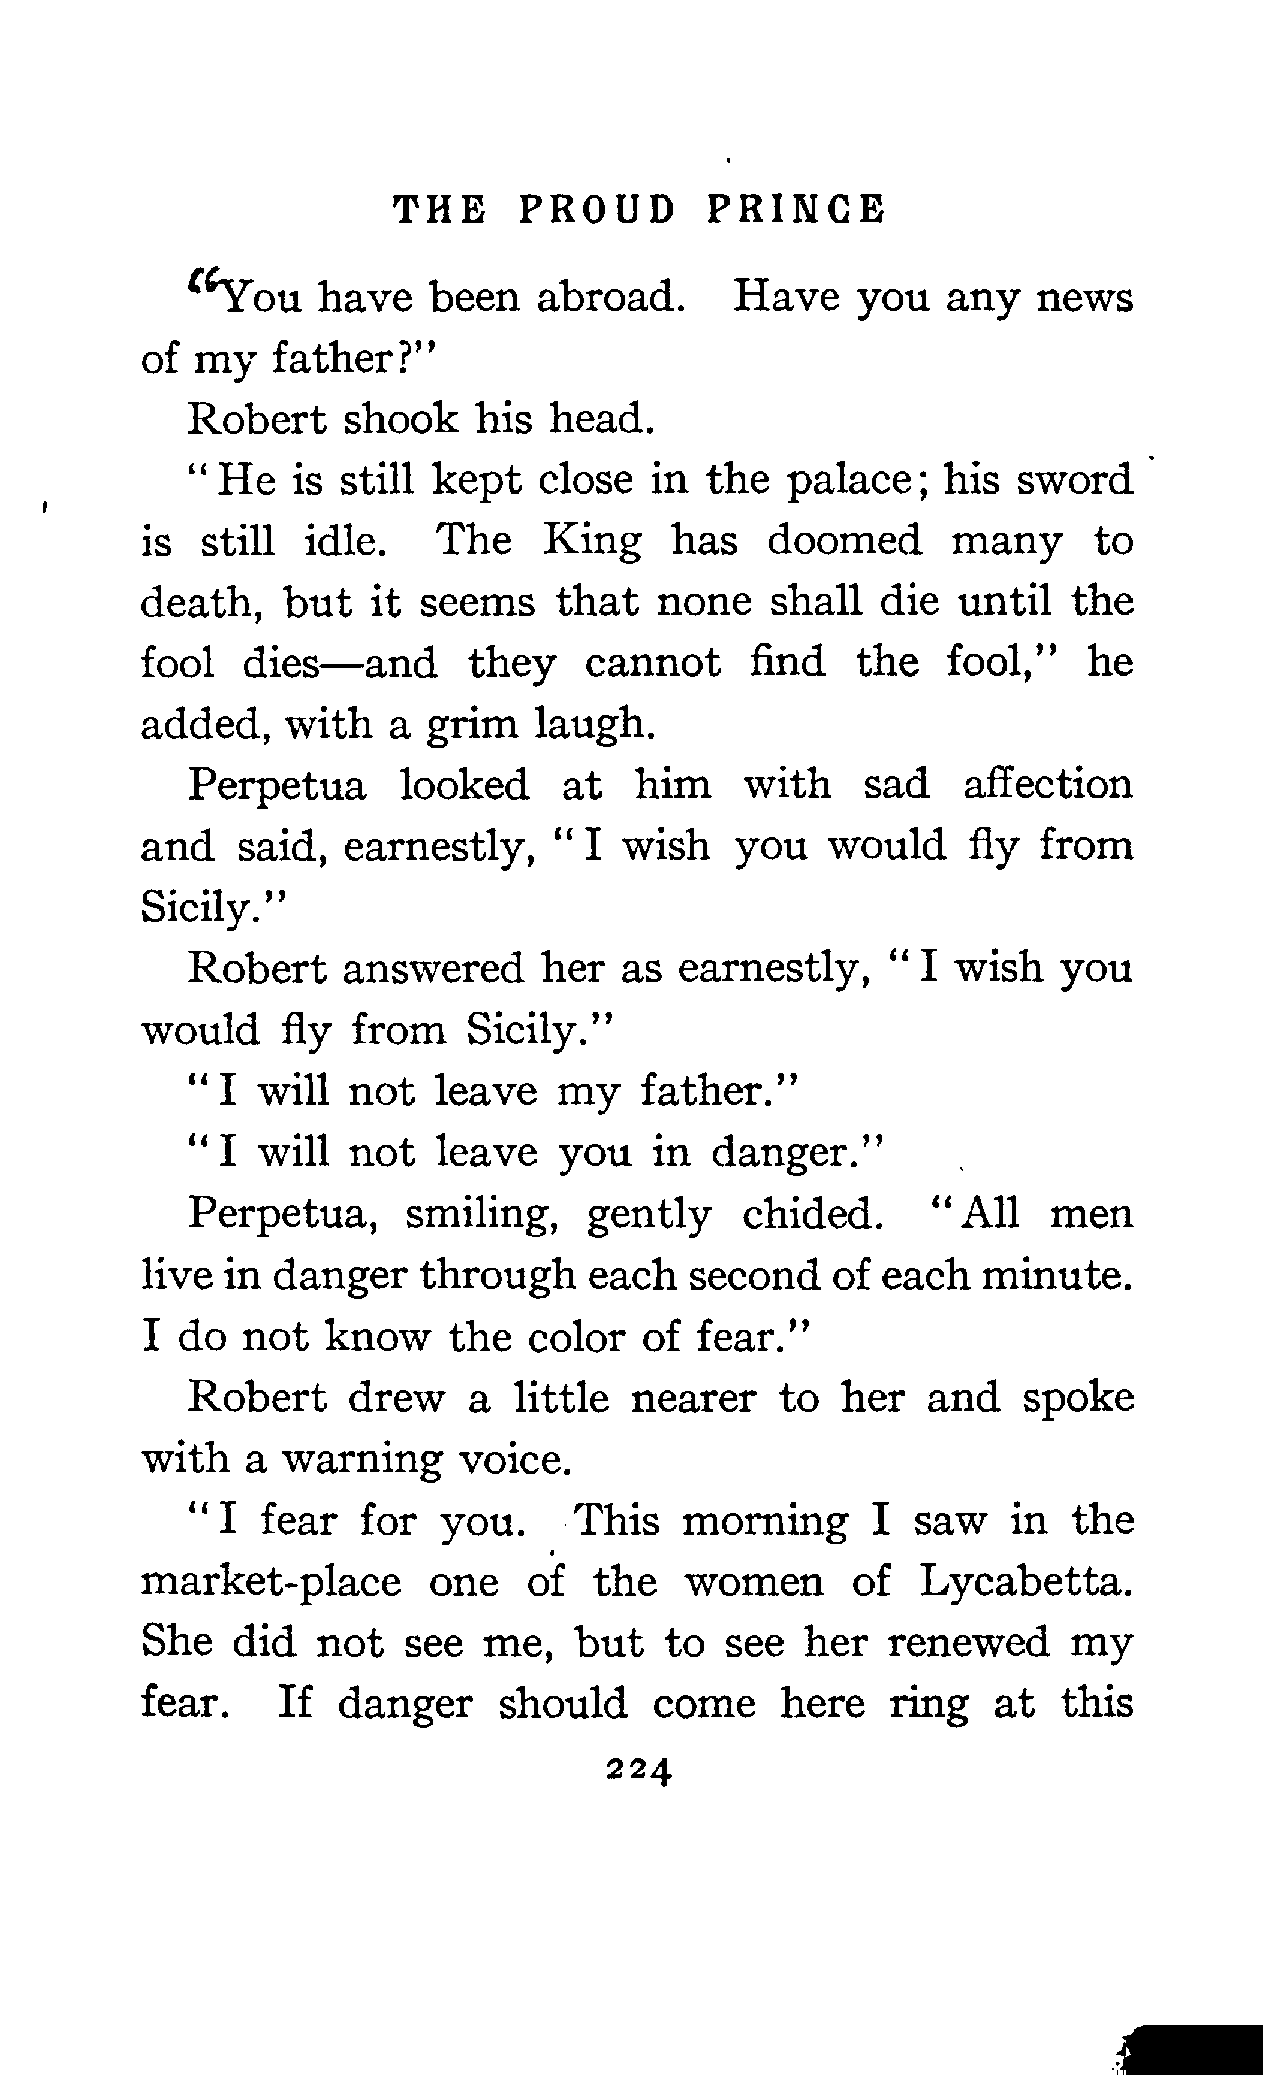 THE PROUD PRINCE
"You have been abroad. Have you any news
of my father?"
Robert shook his head.
"He is still kept close in the palace; his sword
is still idle. The King has doomed many to
death, but it seems that none shall die until the
fool dies—and they cannot find the fool," he
added, with a grim laugh.
Perpetua looked at him with sad affection
and said, earnestly, "I wish you would fly from
Sicily."
Robert answered her as earnestly, "I wish you
would fly from Sicily."
"I will not leave my father."
"I will not leave you in danger."
Perpetua, smiling, gently chided. "All men
live in danger through each second of each minute.
I do not know the color of fear."
Robert drew a little nearer to her and spoke
with a warning voice.
"I fear for you. This morning I saw in the
market-place one of the women of Lycabetta.
She did not see me, but to see her renewed my
fear. If danger should come here ring at this
224